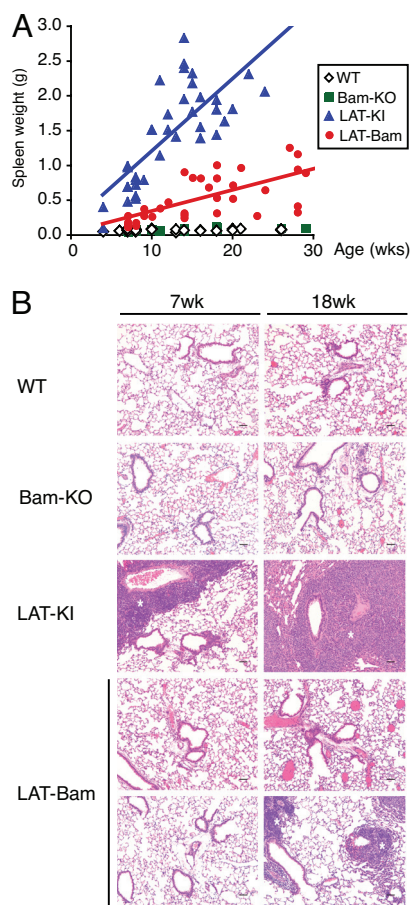 A
Spleen weight (g)
3.0
2.5
2.0
1.5
1.0
0.5
0.0
0
10
20
30
Age (wks)
WT
Bam-KO
LAT-KI
LAT-Bam
B
7wk
18wk
WT
Bam-KO
LAT-KI
LAT-Bam